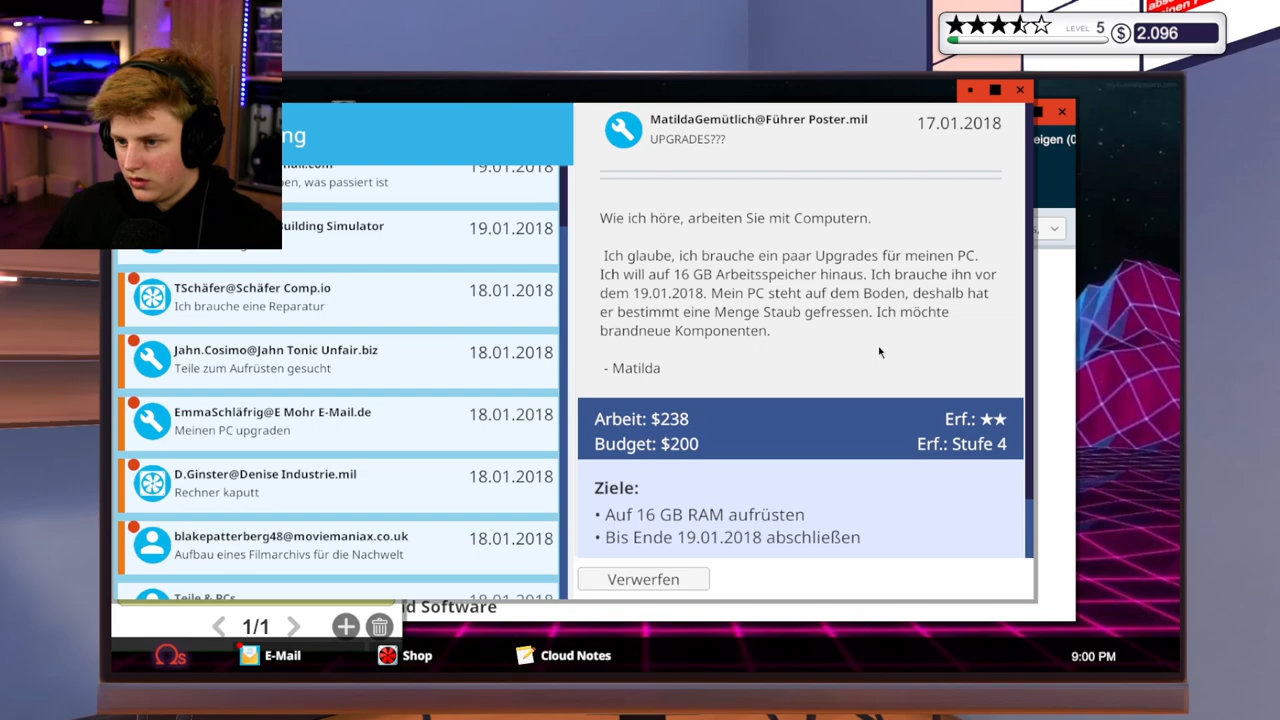 LEVEL 5
$ 2.096
ng
19.01.2018
en, was passiert ist
Building Simulator
19.01.2018
TSchäfer@Schäfer Comp.io
Ich brauche eine Reparatur
18.01.2018
Jahn.Cosimo@Jahn Tonic Unfair.biz
Teile zum Aufrüsten gesucht
18.01.2018
EmmaSchläfrig@E Mohr E-Mail.de
Meinen PC upgraden
18.01.2018
D.Ginster@Denise Industrie.mil
Rechner kaputt
18.01.2018
blakepatterberg48@moviemaniax.co.uk
Aufbau eines Filmarchivs für die Nachwelt
18.01.2018
Teile & PCs
18.01.2018
MatildaGemütlich@Führer Poster.mil
UPGRADES???
17.01.2018
Wie ich höre, arbeiten Sie mit Computern.
Ich glaube, ich brauche ein paar Upgrades für meinen PC.
Ich will auf 16 GB Arbeitsspeicher hinaus. Ich brauche ihn vor
dem 19.01.2018. Mein PC steht auf dem Boden, deshalb hat
er bestimmt eine Menge Staub gefressen. Ich möchte
brandneue Komponenten.
- Matilda
Arbeit: $238
Erf.: ★★
Budget: $200
Erf.: Stufe 4
Ziele:
• Auf 16 GB RAM aufrüsten
• Bis Ende 19.01.2018 abschließen
Verwerfen
eigen (0
d Software
1/1
E-Mail
Shop
Cloud Notes
9:00 PM